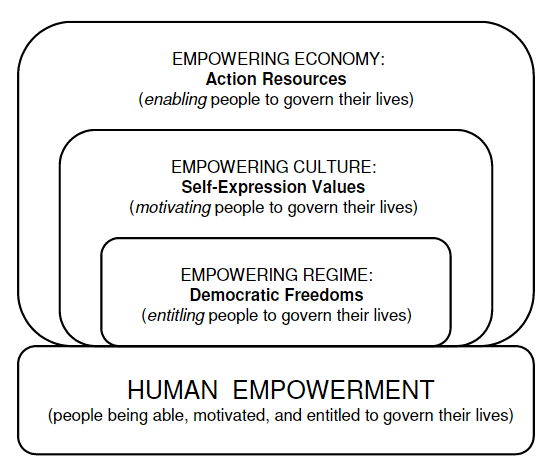 EMPOWERING ECONOMY:
Action Resources
(enabling people to govern their lives)
EMPOWERING CULTURE:
Self-Expression Values
(motivating people to govern their lives)
EMPOWERING REGIME:
Democratic Freedoms
(entitling people to govern their lives)
HUMAN EMPOWERMENT
(people being able, motivated, and entitled to govern their lives)